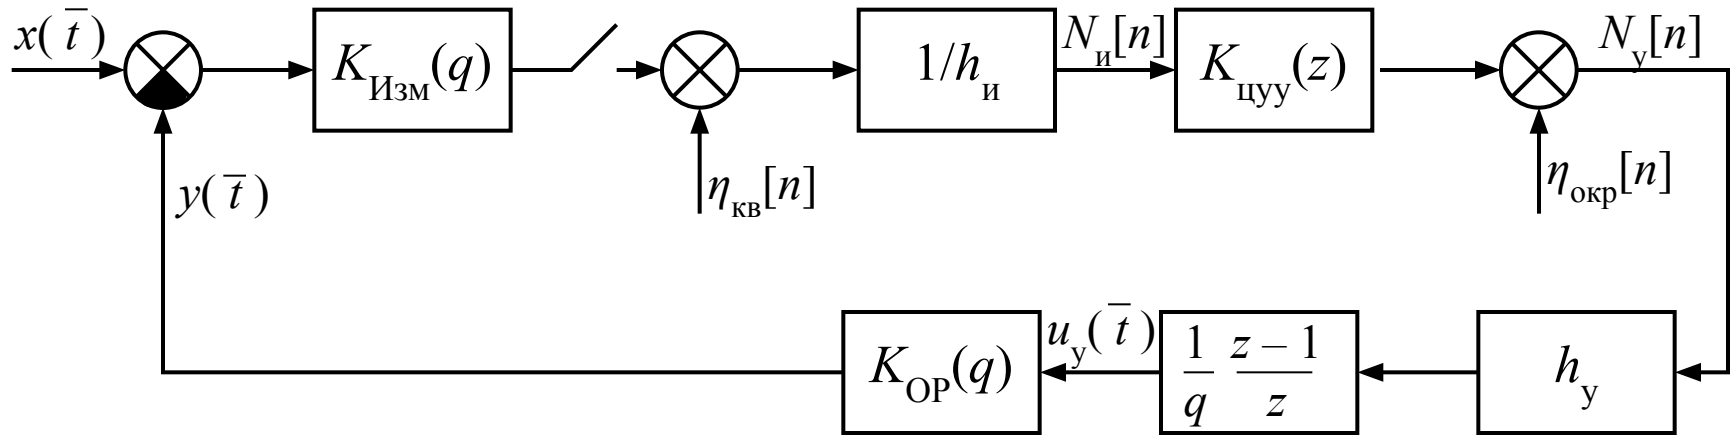 x( t̅ )
K_Изм(q)
1/h_и
N_и[n]
K_цуу(z)
N_у[n]
y( t̅ )
η_кв[n]
η_окр[n]
K_ОР(q)
u_у( t̅ )
1/q (z − 1)/z
h_у